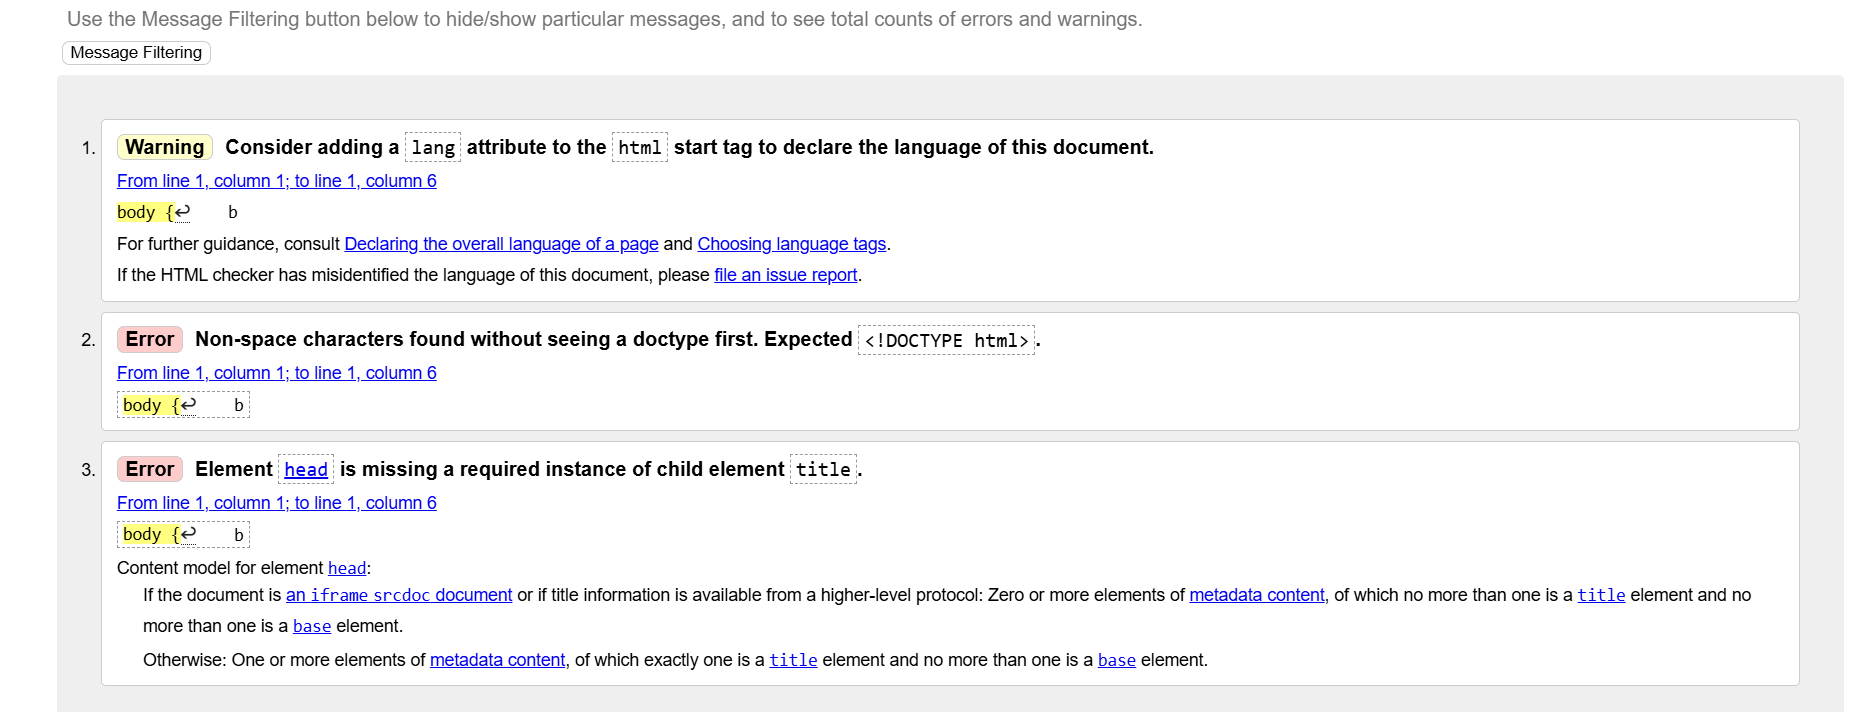 Use the Message Filtering button below to hide/show particular messages, and to see total counts of errors and warnings.
Message Filtering
1. Warning Consider adding a lang attribute to the html start tag to declare the language of this document.
From line 1, column 1; to line 1, column 6
body {↩    b
For further guidance, consult Declaring the overall language of a page and Choosing language tags.
If the HTML checker has misidentified the language of this document, please file an issue report.
2. Error Non-space characters found without seeing a doctype first. Expected <!DOCTYPE html>.
From line 1, column 1; to line 1, column 6
body {↩    b
3. Error Element head is missing a required instance of child element title.
From line 1, column 1; to line 1, column 6
body {↩    b
Content model for element head:
If the document is an iframe srcdoc document or if title information is available from a higher-level protocol: Zero or more elements of metadata content, of which no more than one is a title element and no
more than one is a base element.
Otherwise: One or more elements of metadata content, of which exactly one is a title element and no more than one is a base element.